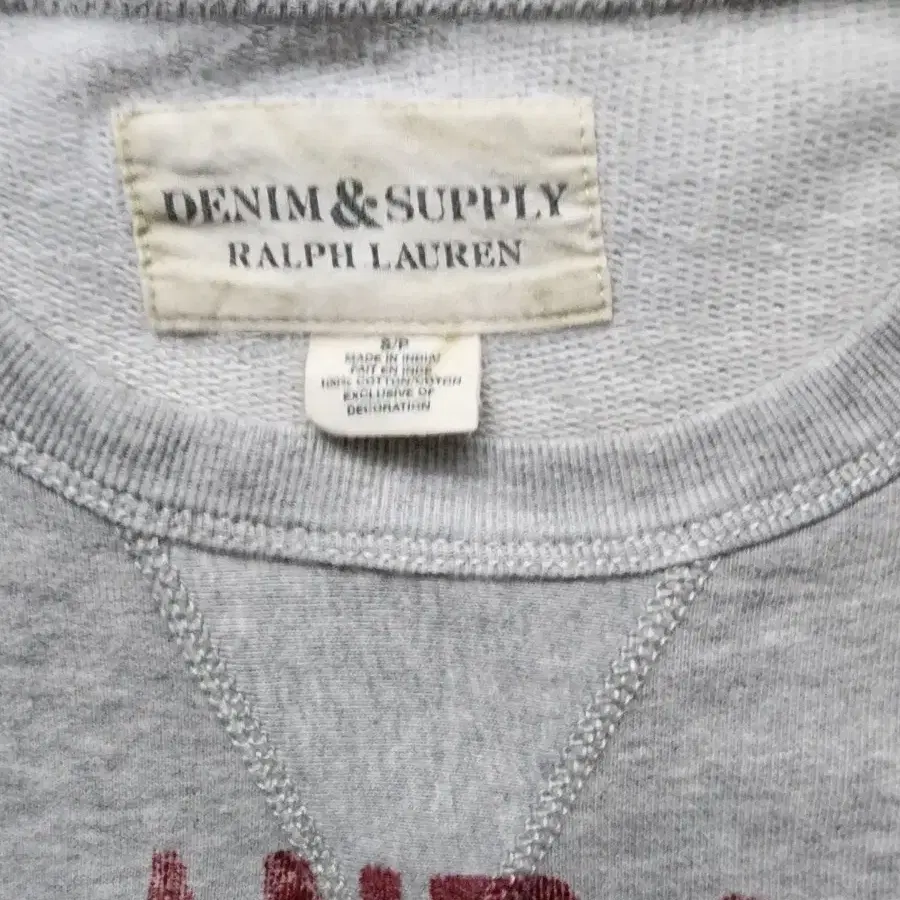 DENIM & SUPPLY
RALPH LAUREN
S/P
MADE IN INDIA/
FAIT EN INDE
100% COTTON/COTON
EXCLUSIVE OF
DECORATION